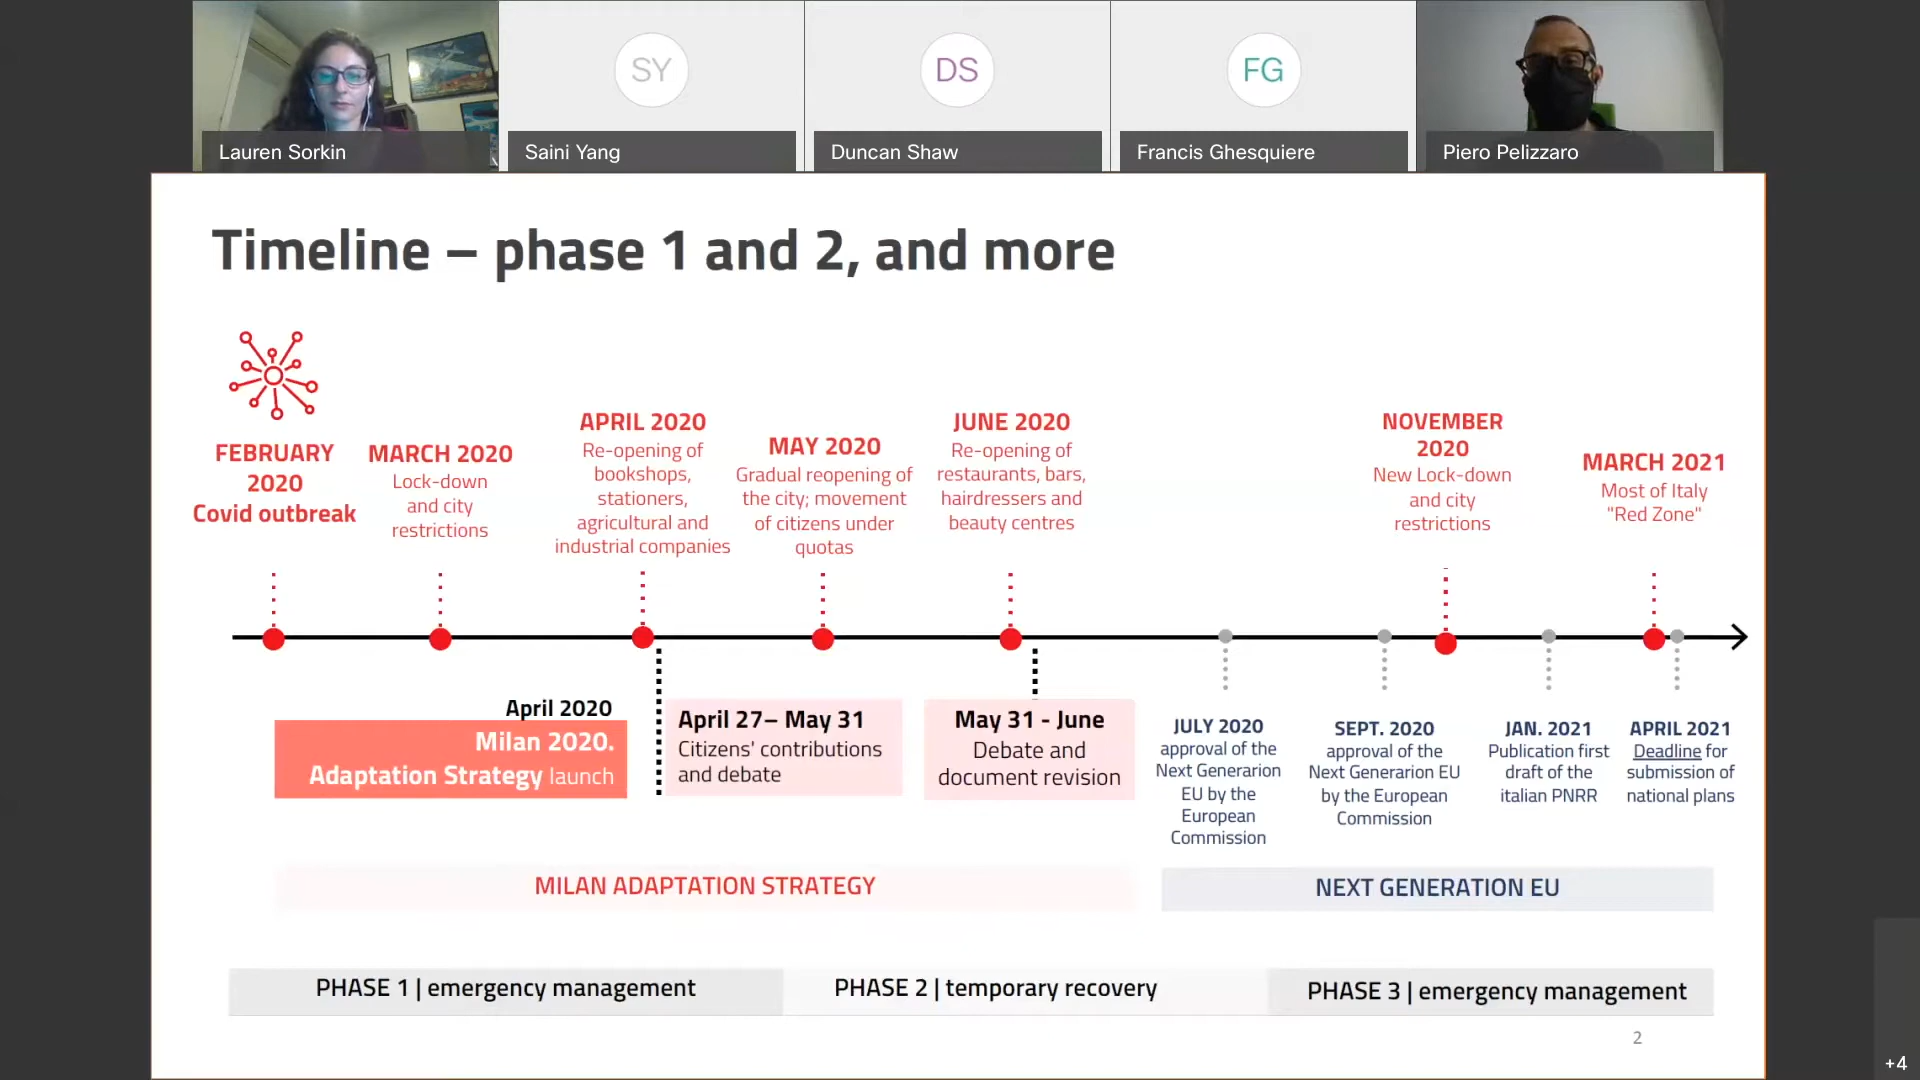 SY
DS
FG
Lauren Sorkin
Saini Yang
Duncan Shaw
Francis Ghesquiere
Piero Pelizzaro
Timeline – phase 1 and 2, and more
FEBRUARY
2020
Covid outbreak
MARCH 2020
Lock-down
and city
restrictions
APRIL 2020
Re-opening of
bookshops,
stationers,
agricultural and
industrial companies
MAY 2020
Gradual reopening of
the city; movement
of citizens under
quotas
JUNE 2020
Re-opening of
restaurants, bars,
hairdressers and
beauty centres
NOVEMBER
2020
New Lock-down
and city
restrictions
MARCH 2021
Most of Italy
"Red Zone"
April 2020
Milan 2020.
Adaptation Strategy launch
April 27– May 31
Citizens' contributions
and debate
May 31 - June
Debate and
document revision
JULY 2020
approval of the
Next Generarion
EU by the
European
Commission
SEPT. 2020
approval of the
Next Generarion EU
by the European
Commission
JAN. 2021
Publication first
draft of the
italian PNRR
APRIL 2021
Deadline for
submission of
national plans
MILAN ADAPTATION STRATEGY
NEXT GENERATION EU
PHASE 1 | emergency management
PHASE 2 | temporary recovery
PHASE 3 | emergency management
2
+4